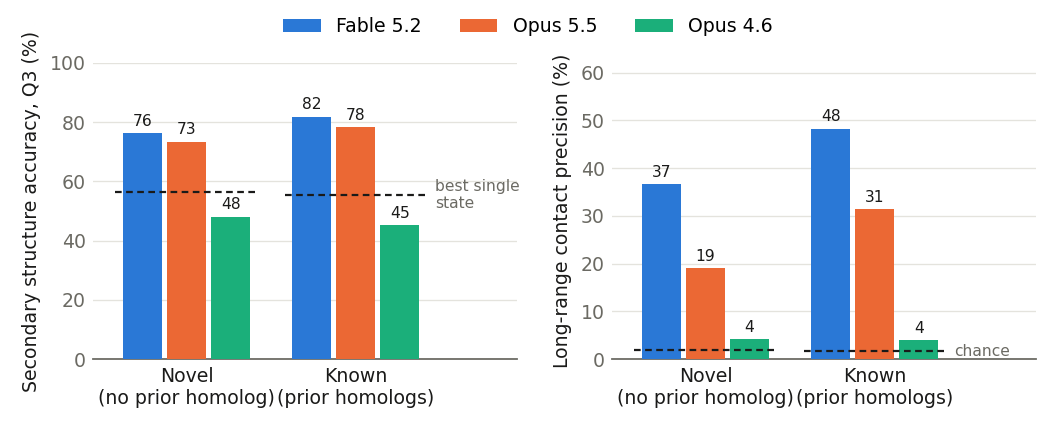 Fable 5.2
Opus 5.5
Opus 4.6
Secondary structure accuracy, Q3 (%)
100
80
60
40
20
0
76
73
48
82
78
45
best single
state
Novel
(no prior homolog)
Known
(prior homologs)
Long-range contact precision (%)
60
50
40
30
20
10
0
37
19
4
48
31
4
chance
Novel
(no prior homolog)
Known
(prior homologs)